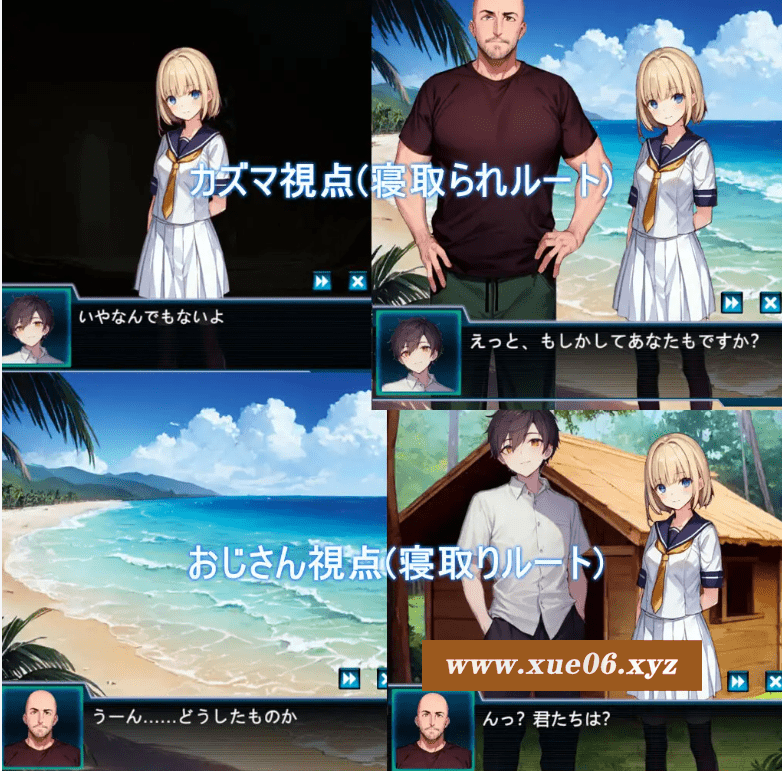 カズマ視点(寝取られルート)
いやなんでもないよ
えっと、もしかしてあなたもですか?
おじさん視点(寝取りルート)
www.xue06.xyz
うーん……どうしたものか
んっ? 君たちは?